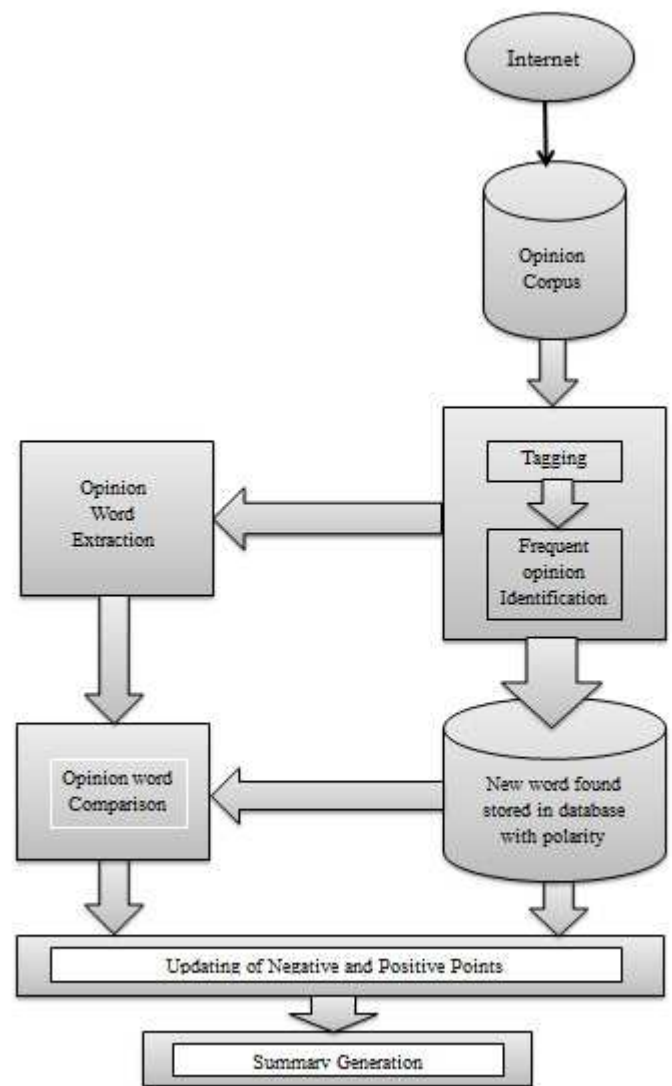 Internet
Opinion
Corpus
Tagging
Frequent
opinion
Identification
Opinion
Word
Extraction
Opinion word
Comparison
New word found
stored in database
with polarity
Updating of Negative and Positive Points
Summary Generation